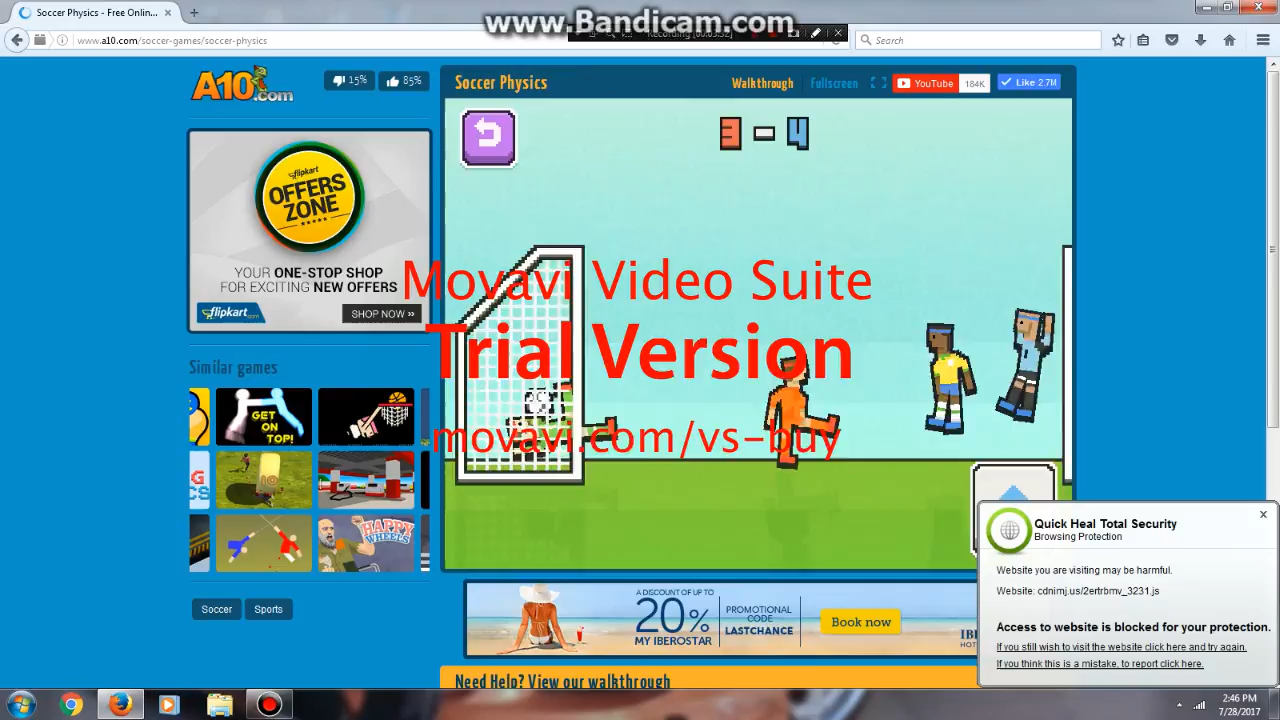 www.Bandicam.com
Soccer Physics - Free Onlin...
Recording [00:03:32]
www.a10.com/soccer-games/soccer-physics
Search
A10.com
15%
85%
Soccer Physics
Walkthrough
Fullscreen
YouTube
184K
Like 2.7M
3 - 4
flipkart
OFFERS
ZONE
YOUR ONE-STOP SHOP
FOR EXCITING NEW OFFERS
flipkart.com
SHOP NOW »
Movavi Video Suite
Trial Version
movavi.com/vs-buy
Similar games
GET
ON
TOP!
HAPPY
WHEELS
Soccer
Sports
A DISCOUNT OF UP TO
20%
MY IBEROSTAR
PROMOTIONAL
CODE
LASTCHANCE
Book now
Quick Heal Total Security
Browsing Protection
Website you are visiting may be harmful.
Website: cdnimj.us/2ertrbmv_3231.js
Access to website is blocked for your protection.
If you still wish to visit the website click here and try again.
If you think this is a mistake, to report click here.
Need Help? View our walkthrough
2:46 PM
7/28/2017